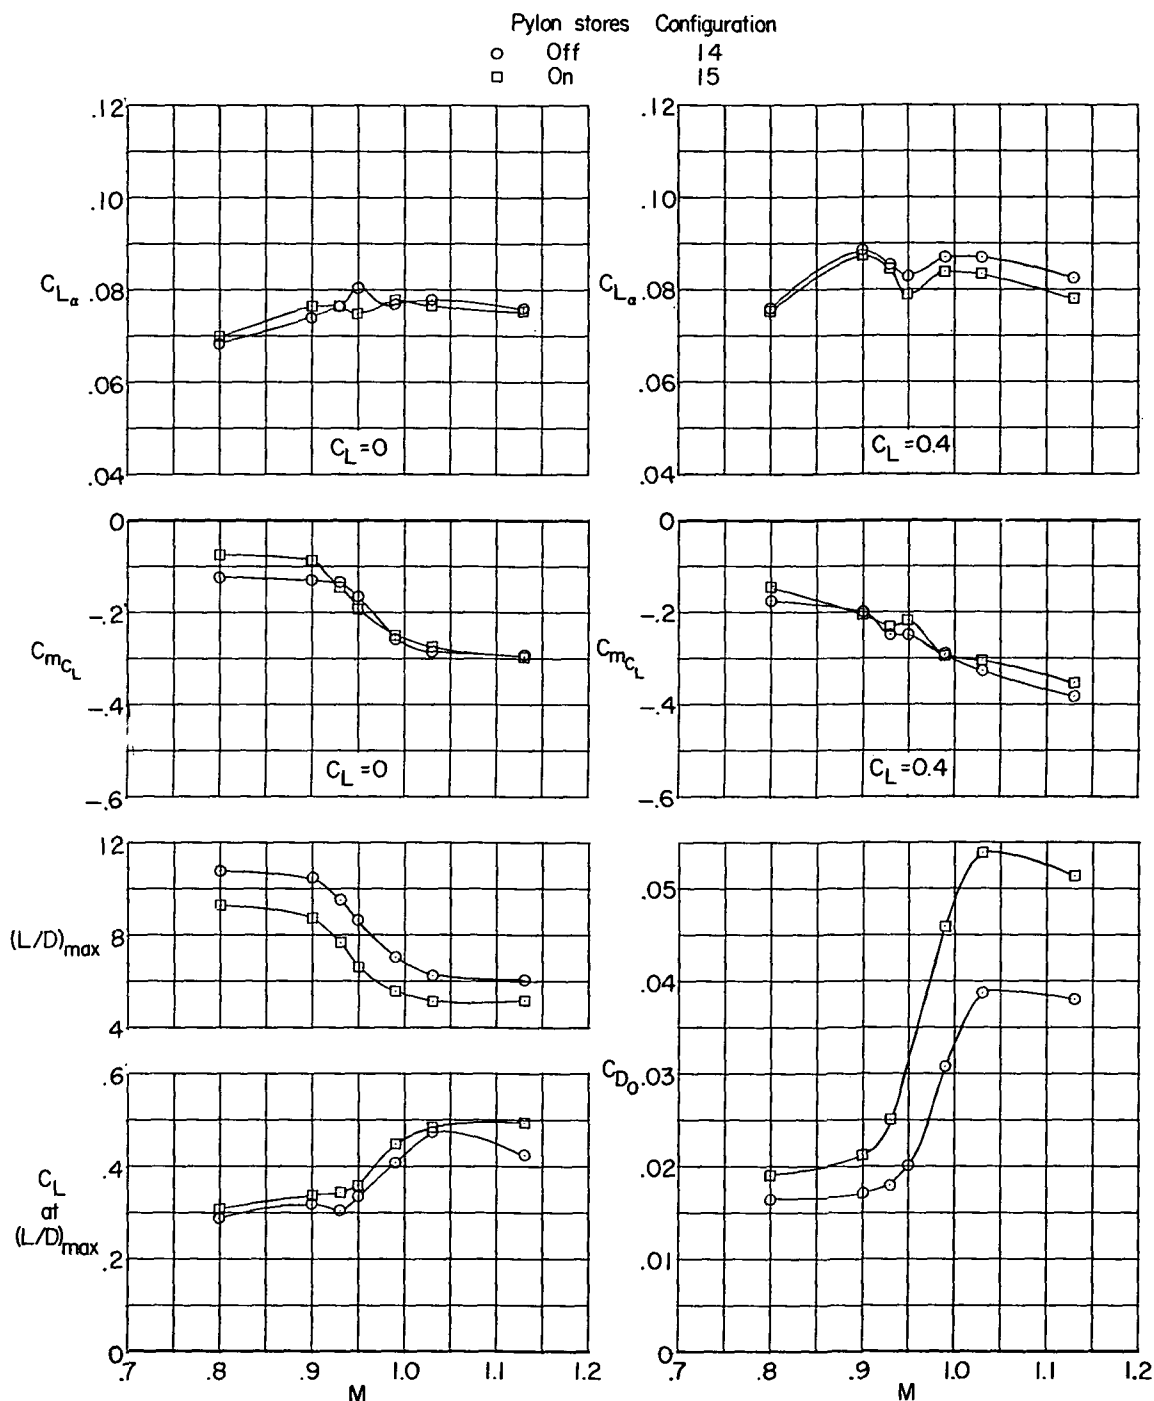 Pylon stores Configuration
○ Off 14
□ On 15
.12
.10
C_Lα .08
.06
.04
C_L = 0
.12
.10
C_Lα .08
.06
.04
C_L = 0.4
0
-.2
C_mC_L
-.4
-.6
C_L = 0
0
-.2
C_mC_L
-.4
-.6
C_L = 0.4
12
(L/D)max 8
4
.6
.4
C_L
at
(L/D)max
.2
0
.7 .8 .9 1.0 1.1 1.2
M
.05
.04
C_D0 .03
.02
.01
0
.7 .8 .9 1.0 1.1 1.2
M